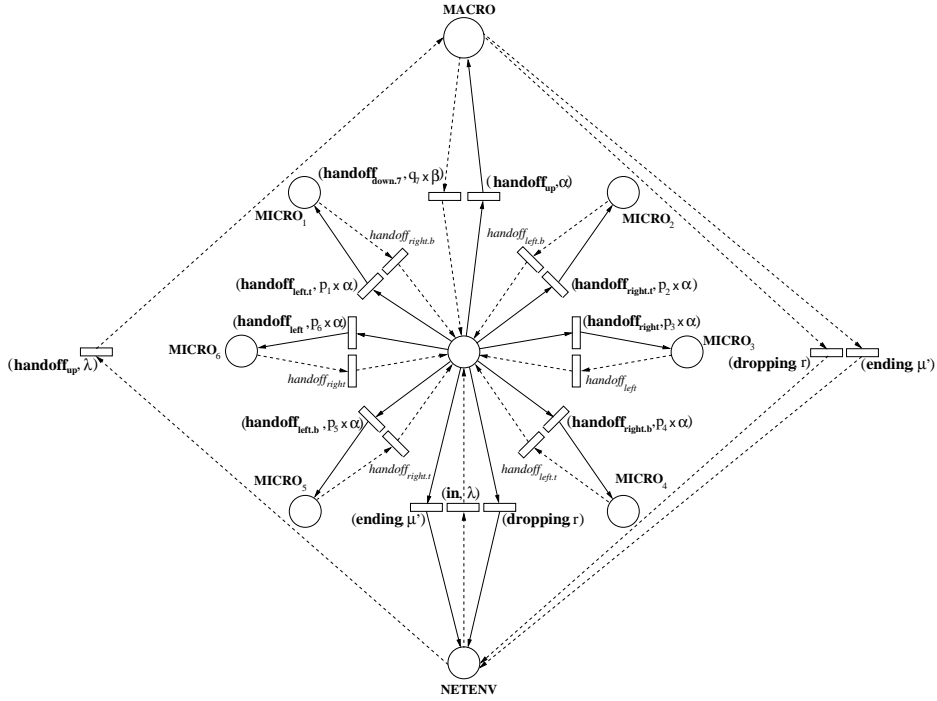 MACRO
(handoff_down.7, q_7 × β)
(handoff_up, α)
MICRO_1
MICRO_2
handoff_right.b
handoff_left.b
(handoff_left.t, p_1 × α)
(handoff_right.t, p_2 × α)
(handoff_left, p_6 × α)
(handoff_right, p_3 × α)
MICRO_6
MICRO_3
(handoff_up, λ)
(dropping, r)
(ending, μ')
handoff_right
handoff_left
(handoff_left.b, p_5 × α)
(handoff_right.b, p_4 × α)
handoff_right.t
handoff_left.t
MICRO_5
MICRO_4
(in, λ)
(ending, μ')
(dropping, r)
NETENV